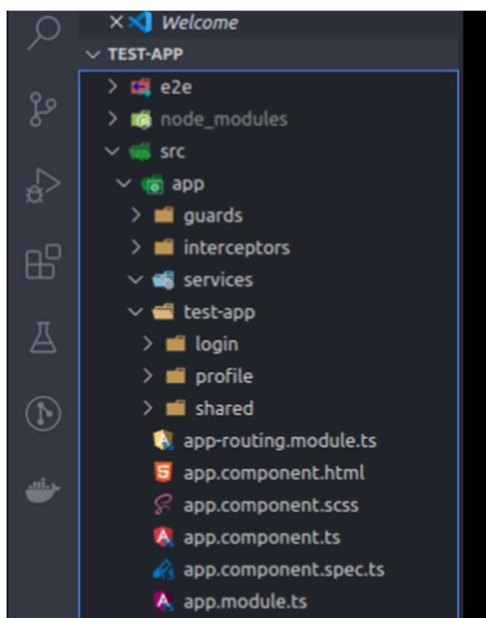 Welcome
TEST-APP
e2e
node_modules
src
app
guards
interceptors
services
test-app
login
profile
shared
app-routing.module.ts
app.component.html
app.component.scss
app.component.ts
app.component.spec.ts
app.module.ts